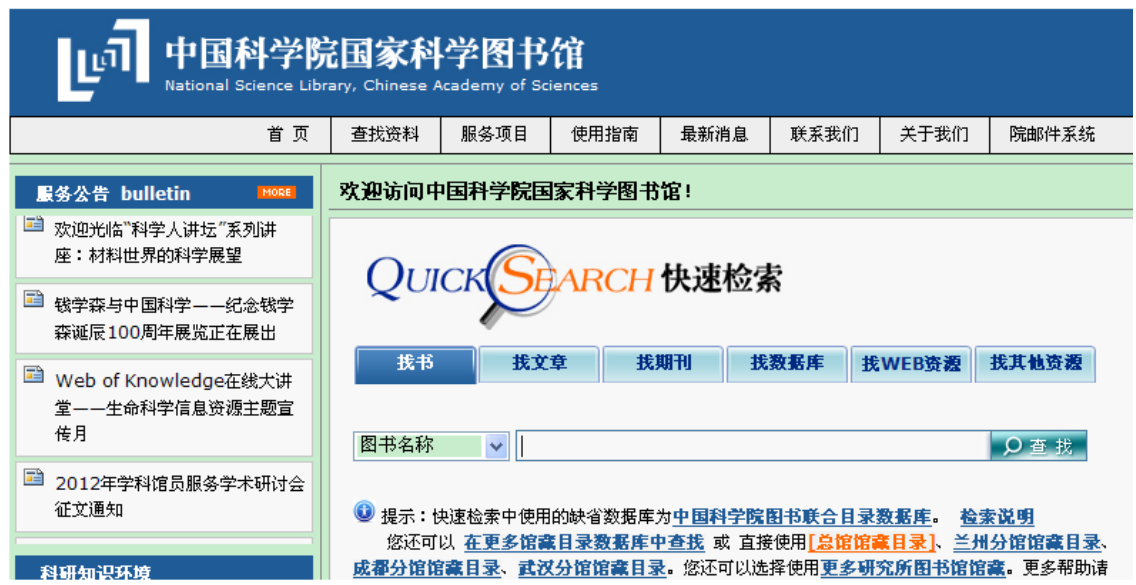 中国科学院国家科学图书馆
National Science Library, Chinese Academy of Sciences
首 页 查找资料 服务项目 使用指南 最新消息 联系我们 关于我们 院邮件系统
服务公告 bulletin MORE
欢迎光临“科学人讲坛”系列讲
座：材料世界的科学展望
钱学森与中国科学——纪念钱学
森诞辰100周年展览正在展出
Web of Knowledge在线大讲
堂——生命科学信息资源主题宣
传月
2012年学科馆员服务学术研讨会
征文通知
科研知识环境
欢迎访问中国科学院国家科学图书馆！
QUICK SEARCH 快速检索
找书 找文章 找期刊 找数据库 找WEB资源 找其他资源
图书名称 查 找
提示：快速检索中使用的缺省数据库为中国科学院图书联合目录数据库。 检索说明
您还可以 在更多馆藏目录数据库中查找 或 直接使用[总馆馆藏目录]、兰州分馆馆藏目录、
成都分馆馆藏目录、武汉分馆馆藏目录。您还可以选择使用更多研究所图书馆馆藏。更多帮助请